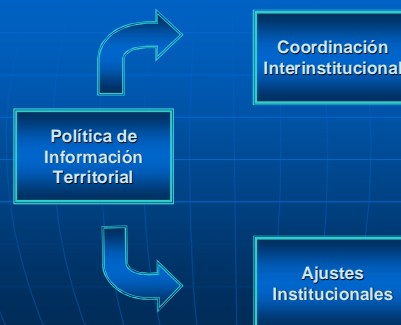 Coordinación
Interinstitucional
Política de
Información
Territorial
Ajustes
Institucionales